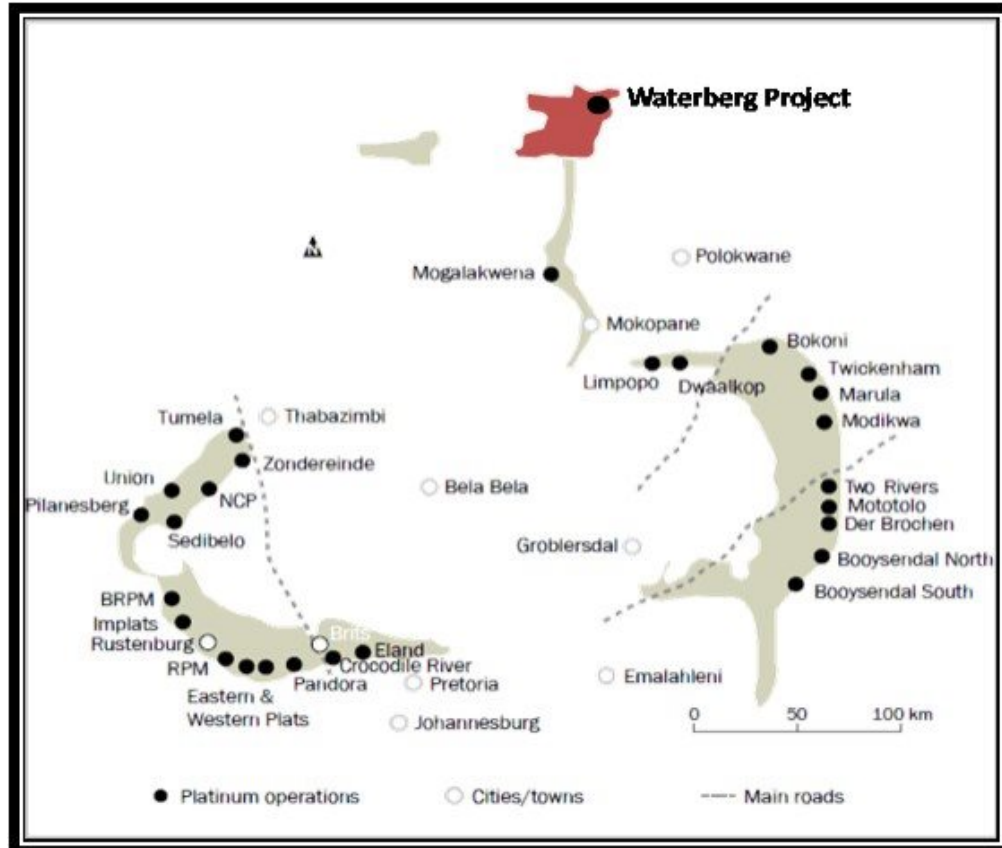 Waterberg Project
N
Polokwane
Mogalakwena
Mokopane
Bokoni
Limpopo
Dwaalkop
Twickenham
Marula
Modikwa
Tumela
Thabazimbi
Zondereinde
Union
NCP
Bela Bela
Pilanesberg
Sedibelo
Two Rivers
Mototolo
Der Brochen
Groblersdal
Booysendal North
Booysendal South
BRPM
Implats
Rustenburg
Brits
Eland
RPM
Crocodile River
Pandora
Pretoria
Emalahleni
Eastern &
Western Plats
Johannesburg
0 50 100 km
Platinum operations
Cities/towns
Main roads